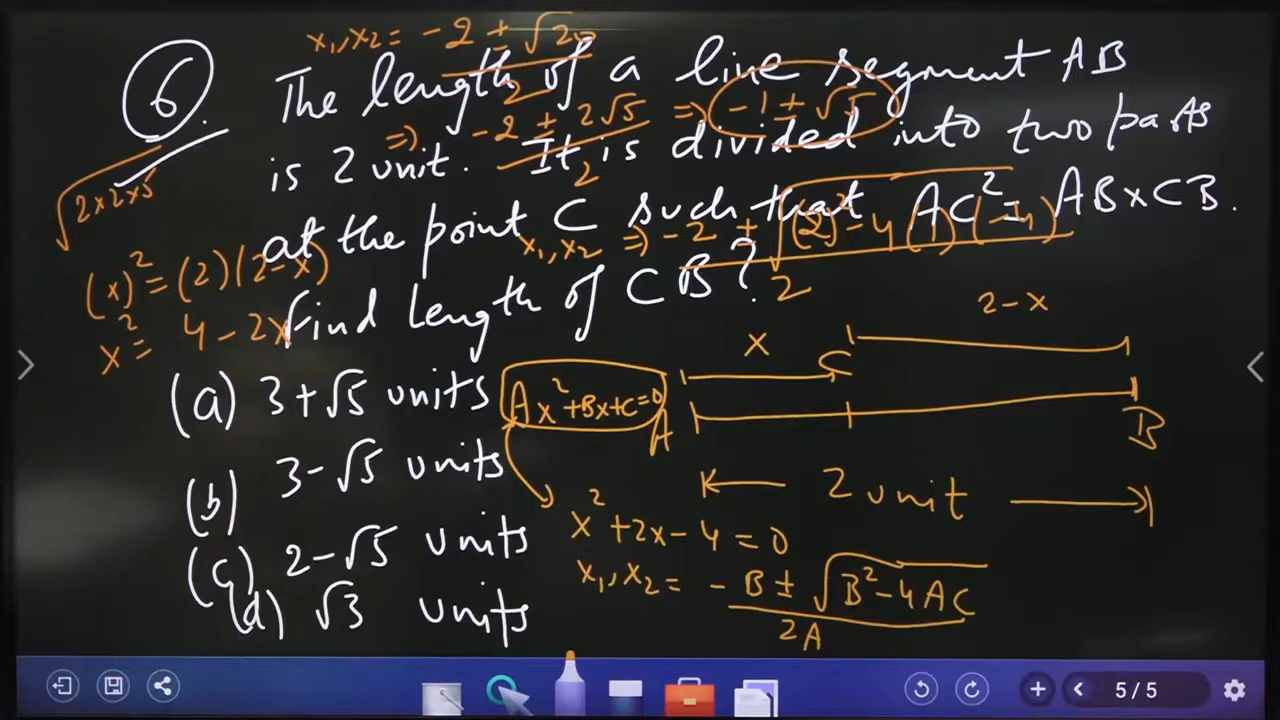 x₁, x₂ = -2 ± √20 / 2
6.
The length of a line segment AB
is 2 unit. It is divided into two parts
at the point C such that AC² = AB×CB.
Find length of CB?
⇒ -2 ± 2√5 / 2 ⇒ -1 ± √5
√2×2×5
x₁, x₂ ⇒ -2 ± √(2)²-4(1)(-4) / 2
(x)² = (2)(2-x)
x² = 4-2x
(a) 3+√5 units
(b) 3-√5 units
(c) 2-√5 units
(d) √3 units
x
2-x
C
A
B
2 unit
Ax²+Bx+C=0
x²+2x-4=0
x₁, x₂ = -B ± √B²-4AC / 2A
5/5